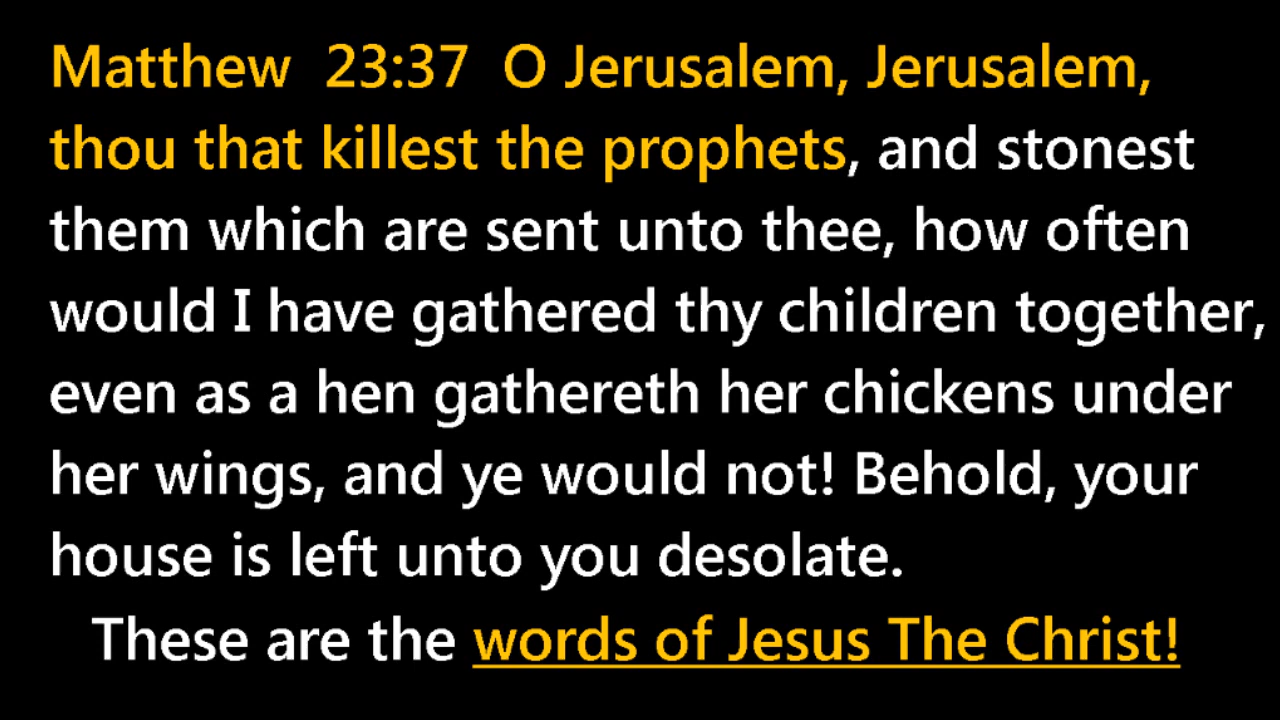 Matthew  23:37  O Jerusalem, Jerusalem,
thou that killest the prophets, and stonest
them which are sent unto thee, how often
would I have gathered thy children together,
even as a hen gathereth her chickens under
her wings, and ye would not! Behold, your
house is left unto you desolate.
These are the words of Jesus The Christ!